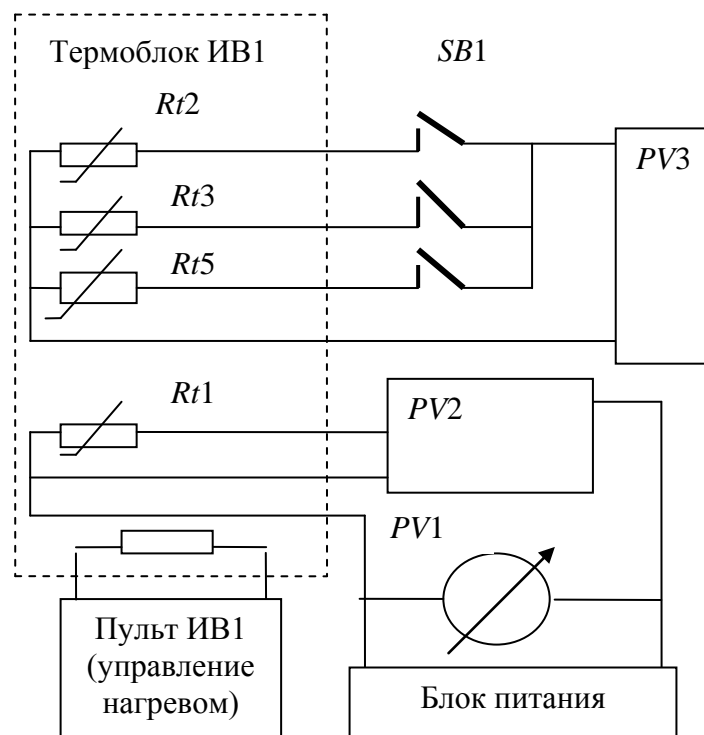 Термоблок ИВ1
SB1
Rt2
PV3
Rt3
Rt5
Rt1
PV2
PV1
Пульт ИВ1
(управление
нагревом)
Блок питания